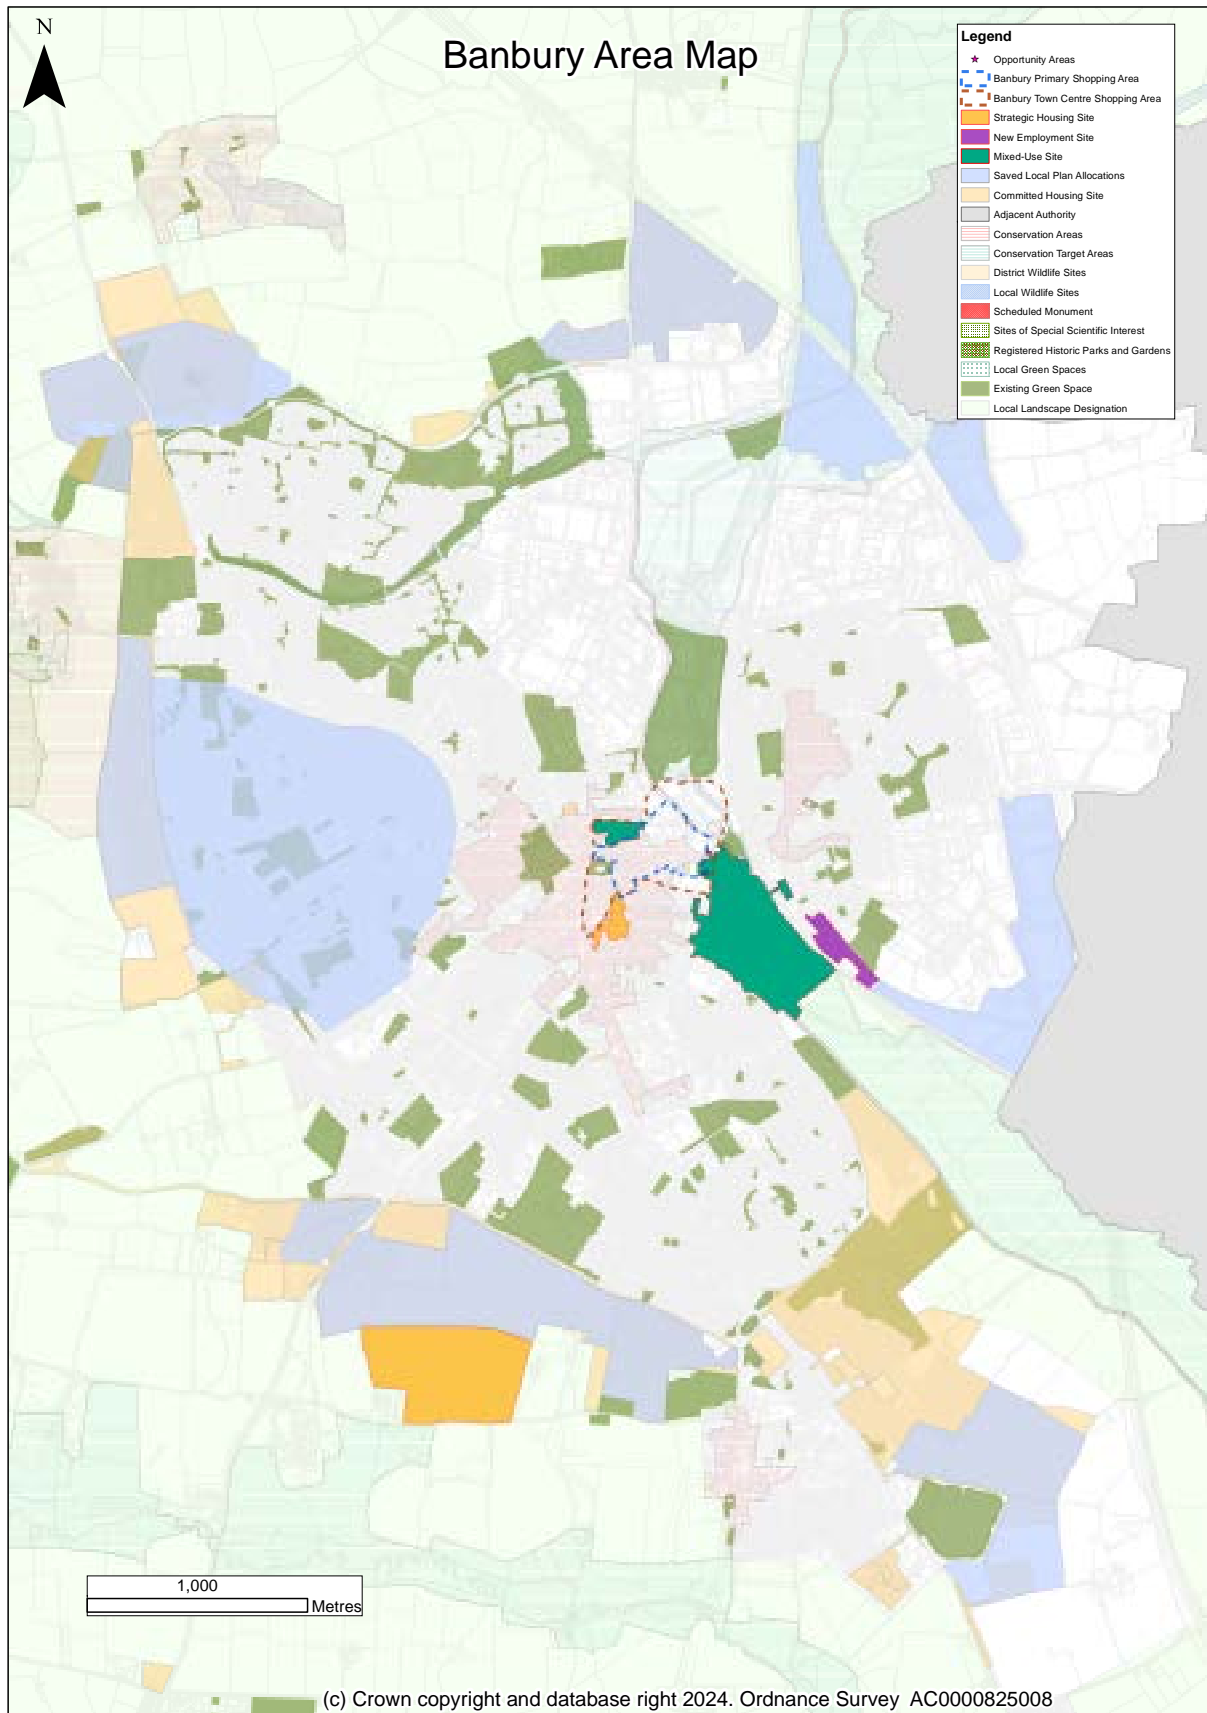 N
Banbury Area Map
Legend
Opportunity Areas
Banbury Primary Shopping Area
Banbury Town Centre Shopping Area
Strategic Housing Site
New Employment Site
Mixed-Use Site
Saved Local Plan Allocations
Committed Housing Site
Adjacent Authority
Conservation Areas
Conservation Target Areas
District Wildlife Sites
Local Wildlife Sites
Scheduled Monument
Sites of Special Scientific Interest
Registered Historic Parks and Gardens
Local Green Spaces
Existing Green Space
Local Landscape Designation
1,000
Metres
(c) Crown copyright and database right 2024. Ordnance Survey AC0000825008